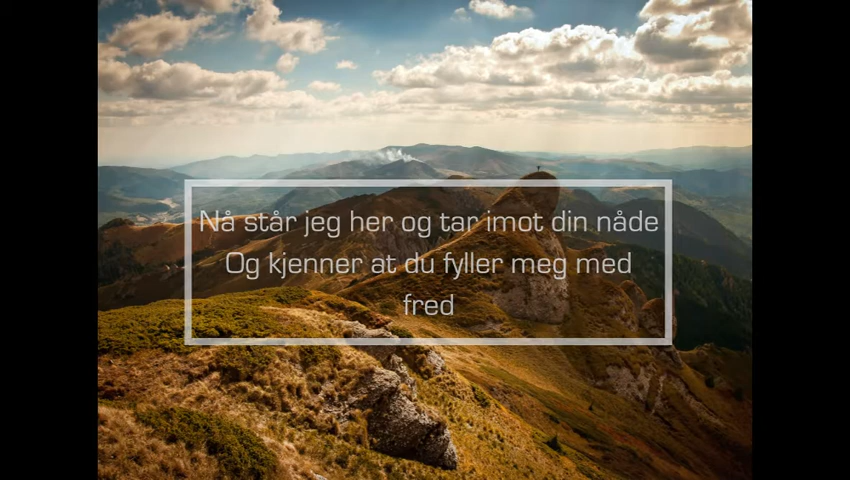 Nå står jeg her og tar imot din nåde
Og kjenner at du fyller meg med
fred